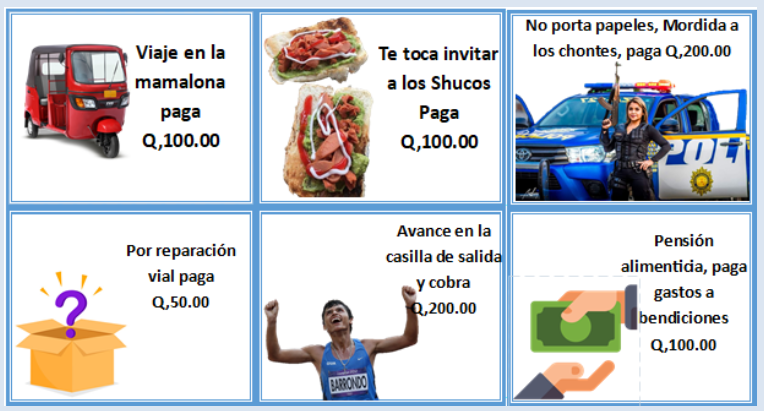 Viaje en la
mamalona
paga
Q,100.00
Te toca invitar
a los Shucos
Paga
Q,100.00
No porta papeles, Mordida a
los chontes, paga Q,200.00
POLI
Por reparación
vial paga
Q,50.00
Avance en la
casilla de salida
y cobra
Q,200.00
BARRONDO
Pensión
alimenticia, paga
gastos a
bendiciones
Q,100.00